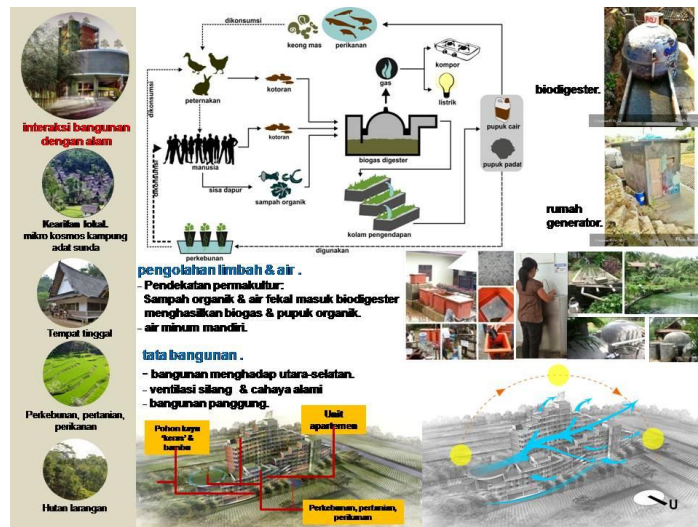 interaksi bangunan
dengan alam
Kearifan lokal.
mikro kosmos kampung
adat sunda
Tempat tinggal
Perkebunan, pertanian,
perikanan
Hutan larangan
dikonsumsi
keong mas
perikanan
dikonsumsi
peternakan
kotoran
manusia
kotoran
dikonsumsi
sisa dapur
sampah organik
perkebunan
digunakan
gas
kompor
listrik
biogas digester
kolam pengendapan
pupuk cair
pupuk padat
biodigester.
rumah
generator.
pengolahan limbah & air .
- Pendekatan permakultur:
Sampah organik & air fekal masuk biodigester
menghasilkan biogas & pupuk organik.
- air minum mandiri.
tata bangunan .
- bangunan menghadap utara-selatan.
- ventilasi silang & cahaya alami
- bangunan panggung.
Pohon kayu
'keras' &
bambu
Unit
apartemen
Perkebunan, pertanian,
perikanan
U